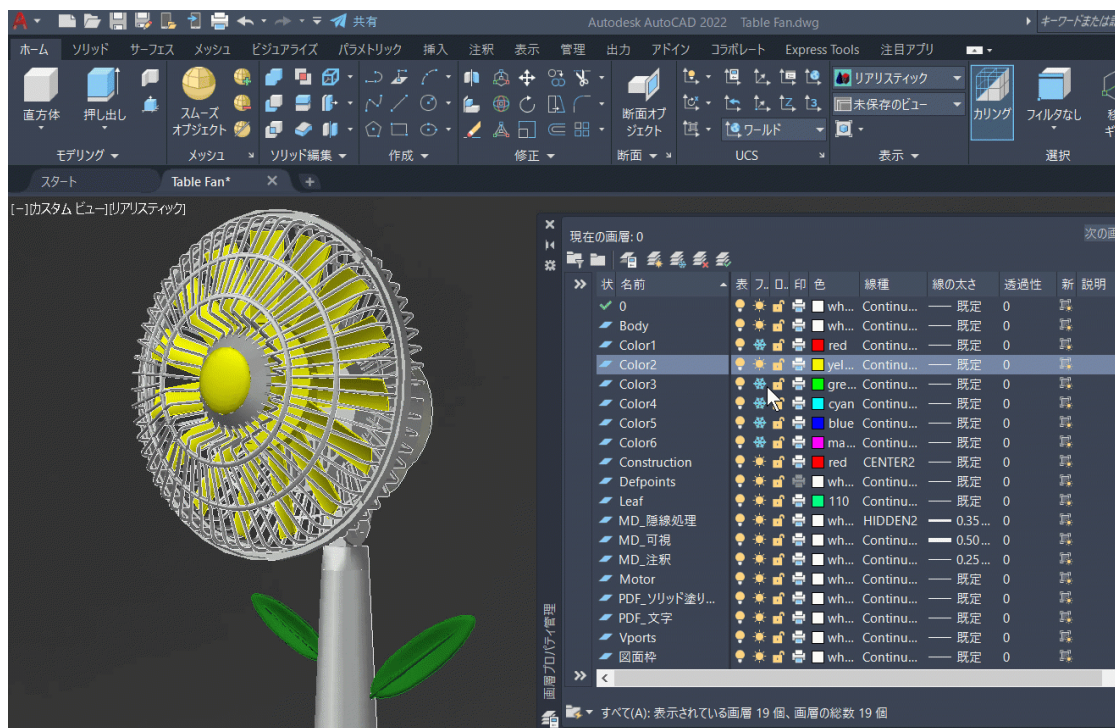 共有 Autodesk AutoCAD 2022 Table Fan.dwg キーワードまたは
ホーム ソリッド サーフェス メッシュ ビジュアライズ パラメトリック 挿入 注釈 表示 管理 出力 アドイン コラボレート Express Tools 注目アプリ
直方体 押し出し スムーズ オブジェクト 断面オブジェクト リアリスティック 未保存のビュー ワールド カリング フィルタなし
モデリング メッシュ ソリッド編集 作成 修正 断面 UCS 表示 選択
スタート Table Fan* × +
[-][カスタム ビュー][リアリスティック]
現在の画層: 0
状 名前 表 フ.. ロ.. 印 色 線種 線の太さ 透過性 新 説明
0 wh... Continu... 既定 0
Body wh... Continu... 既定 0
Color1 red Continu... 既定 0
Color2 yel... Continu... 既定 0
Color3 gre... Continu... 既定 0
Color4 cyan Continu... 既定 0
Color5 blue Continu... 既定 0
Color6 ma... Continu... 既定 0
Construction red CENTER2 既定 0
Defpoints wh... Continu... 既定 0
Leaf 110 Continu... 既定 0
MD_隠線処理 wh... HIDDEN2 0.35... 0
MD_可視 wh... Continu... 0.50... 0
MD_注釈 wh... Continu... 0.25... 0
Motor wh... Continu... 既定 0
PDF_ソリッド塗り... wh... Continu... 既定 0
PDF_文字 wh... Continu... 既定 0
Vports wh... Continu... 既定 0
図面枠 wh... Continu... 既定 0
画層プロパティ管理
すべて(A): 表示されている画層 19 個、画層の総数 19 個